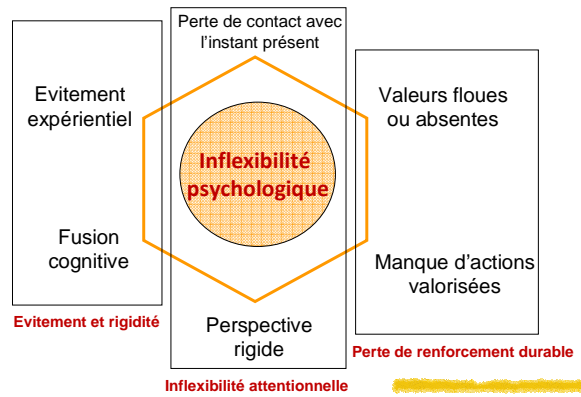 Perte de contact avec
l'instant présent
Evitement
expérientiel
Valeurs floues
ou absentes
Inflexibilité
psychologique
Fusion
cognitive
Manque d'actions
valorisées
Perspective
rigide
Evitement et rigidité
Perte de renforcement durable
Inflexibilité attentionnelle